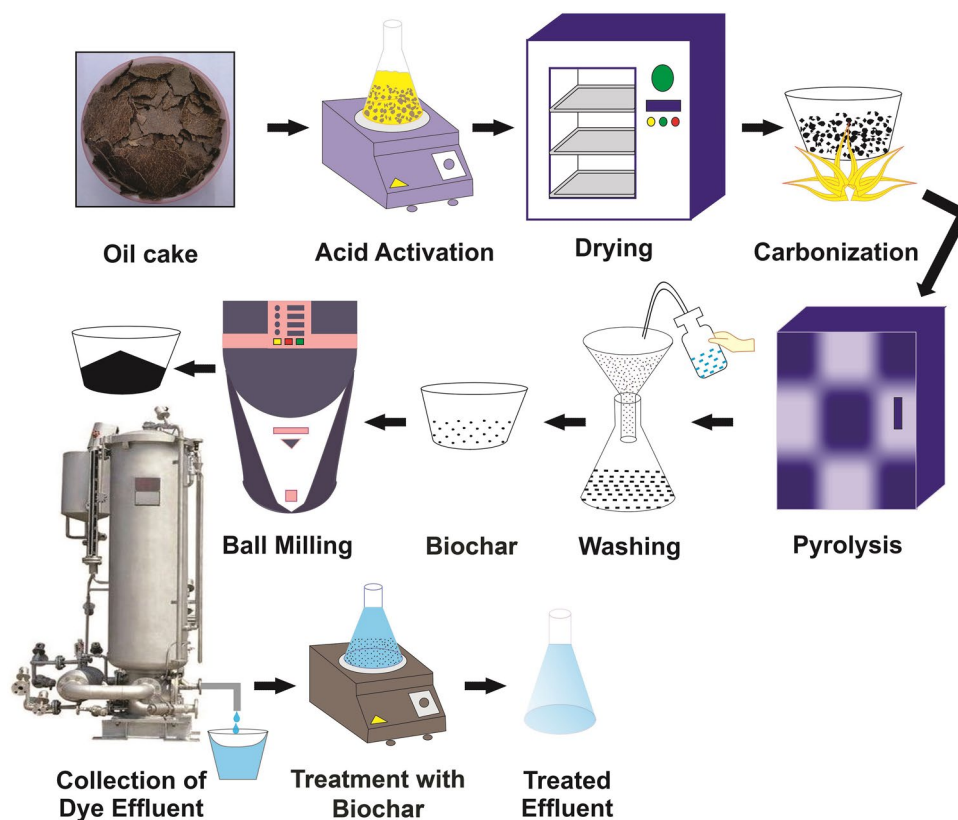 Oil cake
Acid Activation
Drying
Carbonization
Ball Milling
Biochar
Washing
Pyrolysis
Collection of
Dye Effluent
Treatment with
Biochar
Treated
Effluent